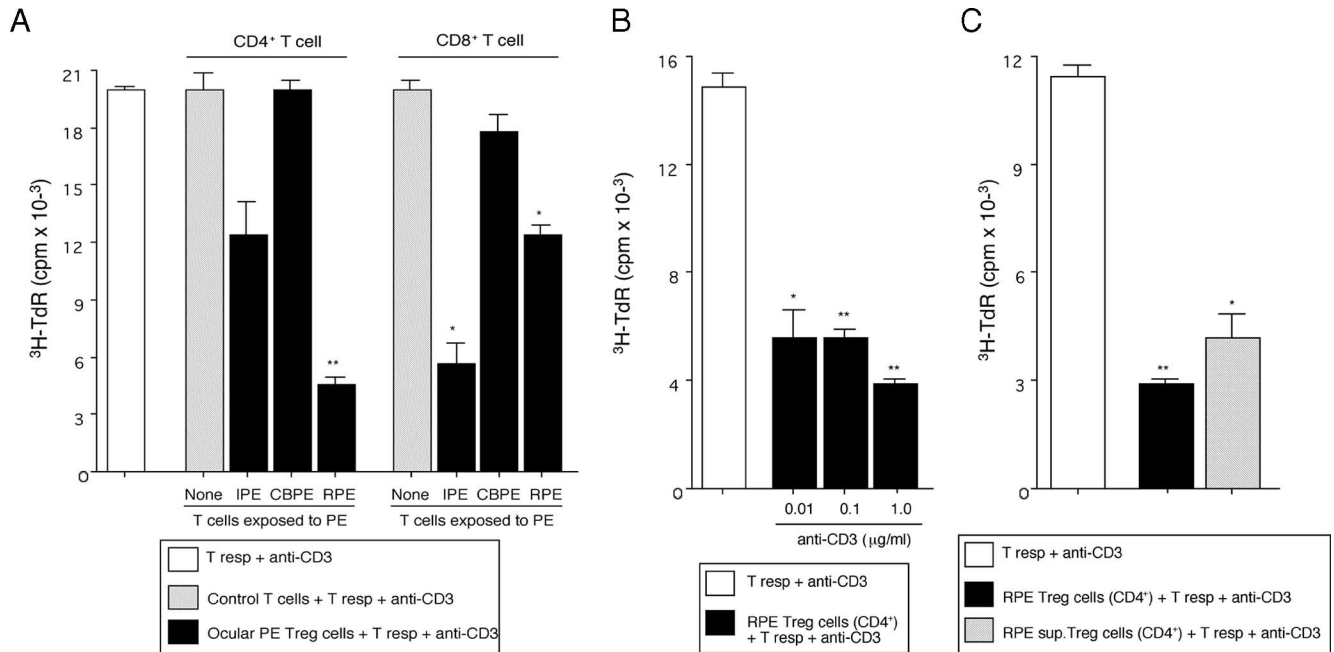 A
CD4⁺ T cell
CD8⁺ T cell
³H-TdR (cpm x 10⁻³)
21
18
15
12
9
6
3
0
**
*
*
None IPE CBPE RPE
None IPE CBPE RPE
T cells exposed to PE
T cells exposed to PE
T resp + anti-CD3
Control T cells + T resp + anti-CD3
Ocular PE Treg cells + T resp + anti-CD3
B
³H-TdR (cpm x 10⁻³)
16
12
8
4
0
*
**
**
0.01 0.1 1.0
anti-CD3 (μg/ml)
T resp + anti-CD3
RPE Treg cells (CD4⁺)
+ T resp + anti-CD3
C
³H-TdR (cpm x 10⁻³)
12
9
6
3
0
**
*
T resp + anti-CD3
RPE Treg cells (CD4⁺) + T resp + anti-CD3
RPE sup.Treg cells (CD4⁺) + T resp + anti-CD3